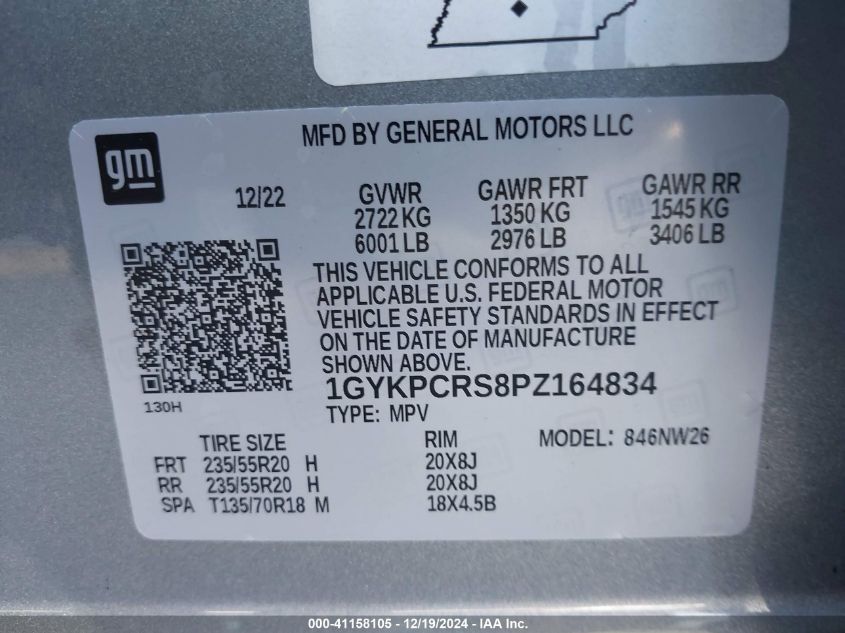 gm
MFD BY GENERAL MOTORS LLC
12/22
GVWR GAWR FRT GAWR RR
2722 KG 1350 KG 1545 KG
6001 LB 2976 LB 3406 LB
THIS VEHICLE CONFORMS TO ALL
APPLICABLE U.S. FEDERAL MOTOR
VEHICLE SAFETY STANDARDS IN EFFECT
ON THE DATE OF MANUFACTURE
SHOWN ABOVE.
1GYKPCRS8PZ164834
130H
TYPE: MPV
TIRE SIZE RIM MODEL: 846NW26
FRT 235/55R20 H 20X8J
RR 235/55R20 H 20X8J
SPA T135/70R18 M 18X4.5B
000-41158105 - 12/19/2024 - IAA Inc.